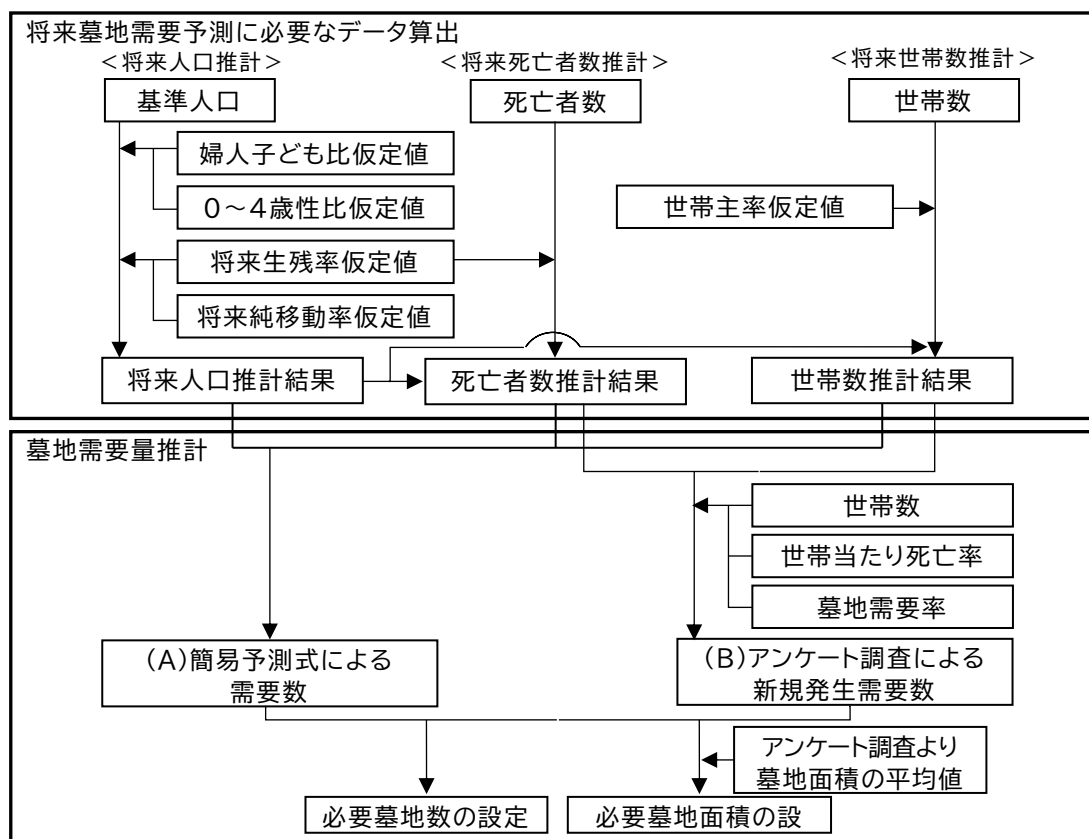 将来墓地需要予測に必要なデータ算出
＜将来人口推計＞
＜将来死亡者数推計＞
＜将来世帯数推計＞
基準人口
死亡者数
世帯数
婦人子ども比仮定値
0～4歳性比仮定値
世帯主率仮定値
将来生残率仮定値
将来純移動率仮定値
将来人口推計結果
死亡者数推計結果
世帯数推計結果
墓地需要量推計
世帯数
世帯当たり死亡率
墓地需要率
(A)簡易予測式による
需要数
(B)アンケート調査による
新規発生需要数
アンケート調査より
墓地面積の平均値
必要墓地数の設定
必要墓地面積の設